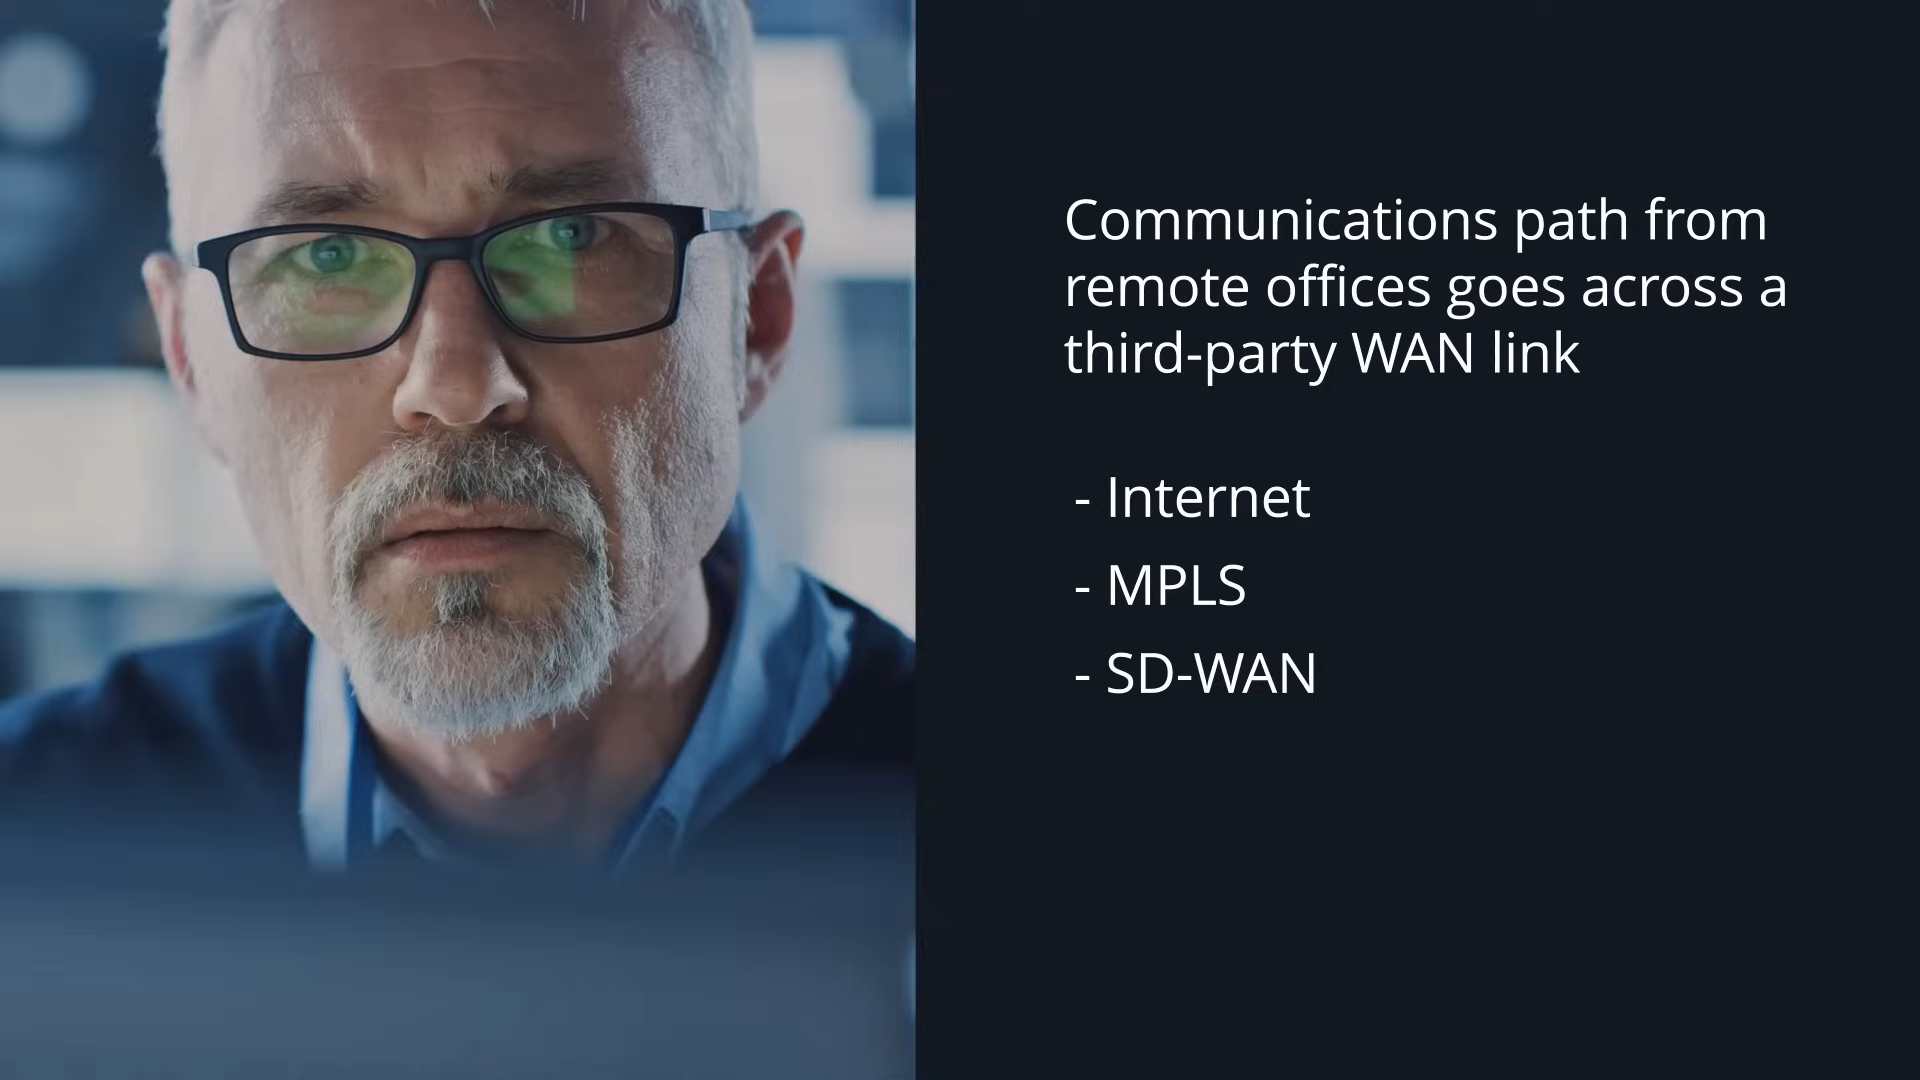 Communications path from
remote offices goes across a
third-party WAN link
- Internet
- MPLS
- SD-WAN